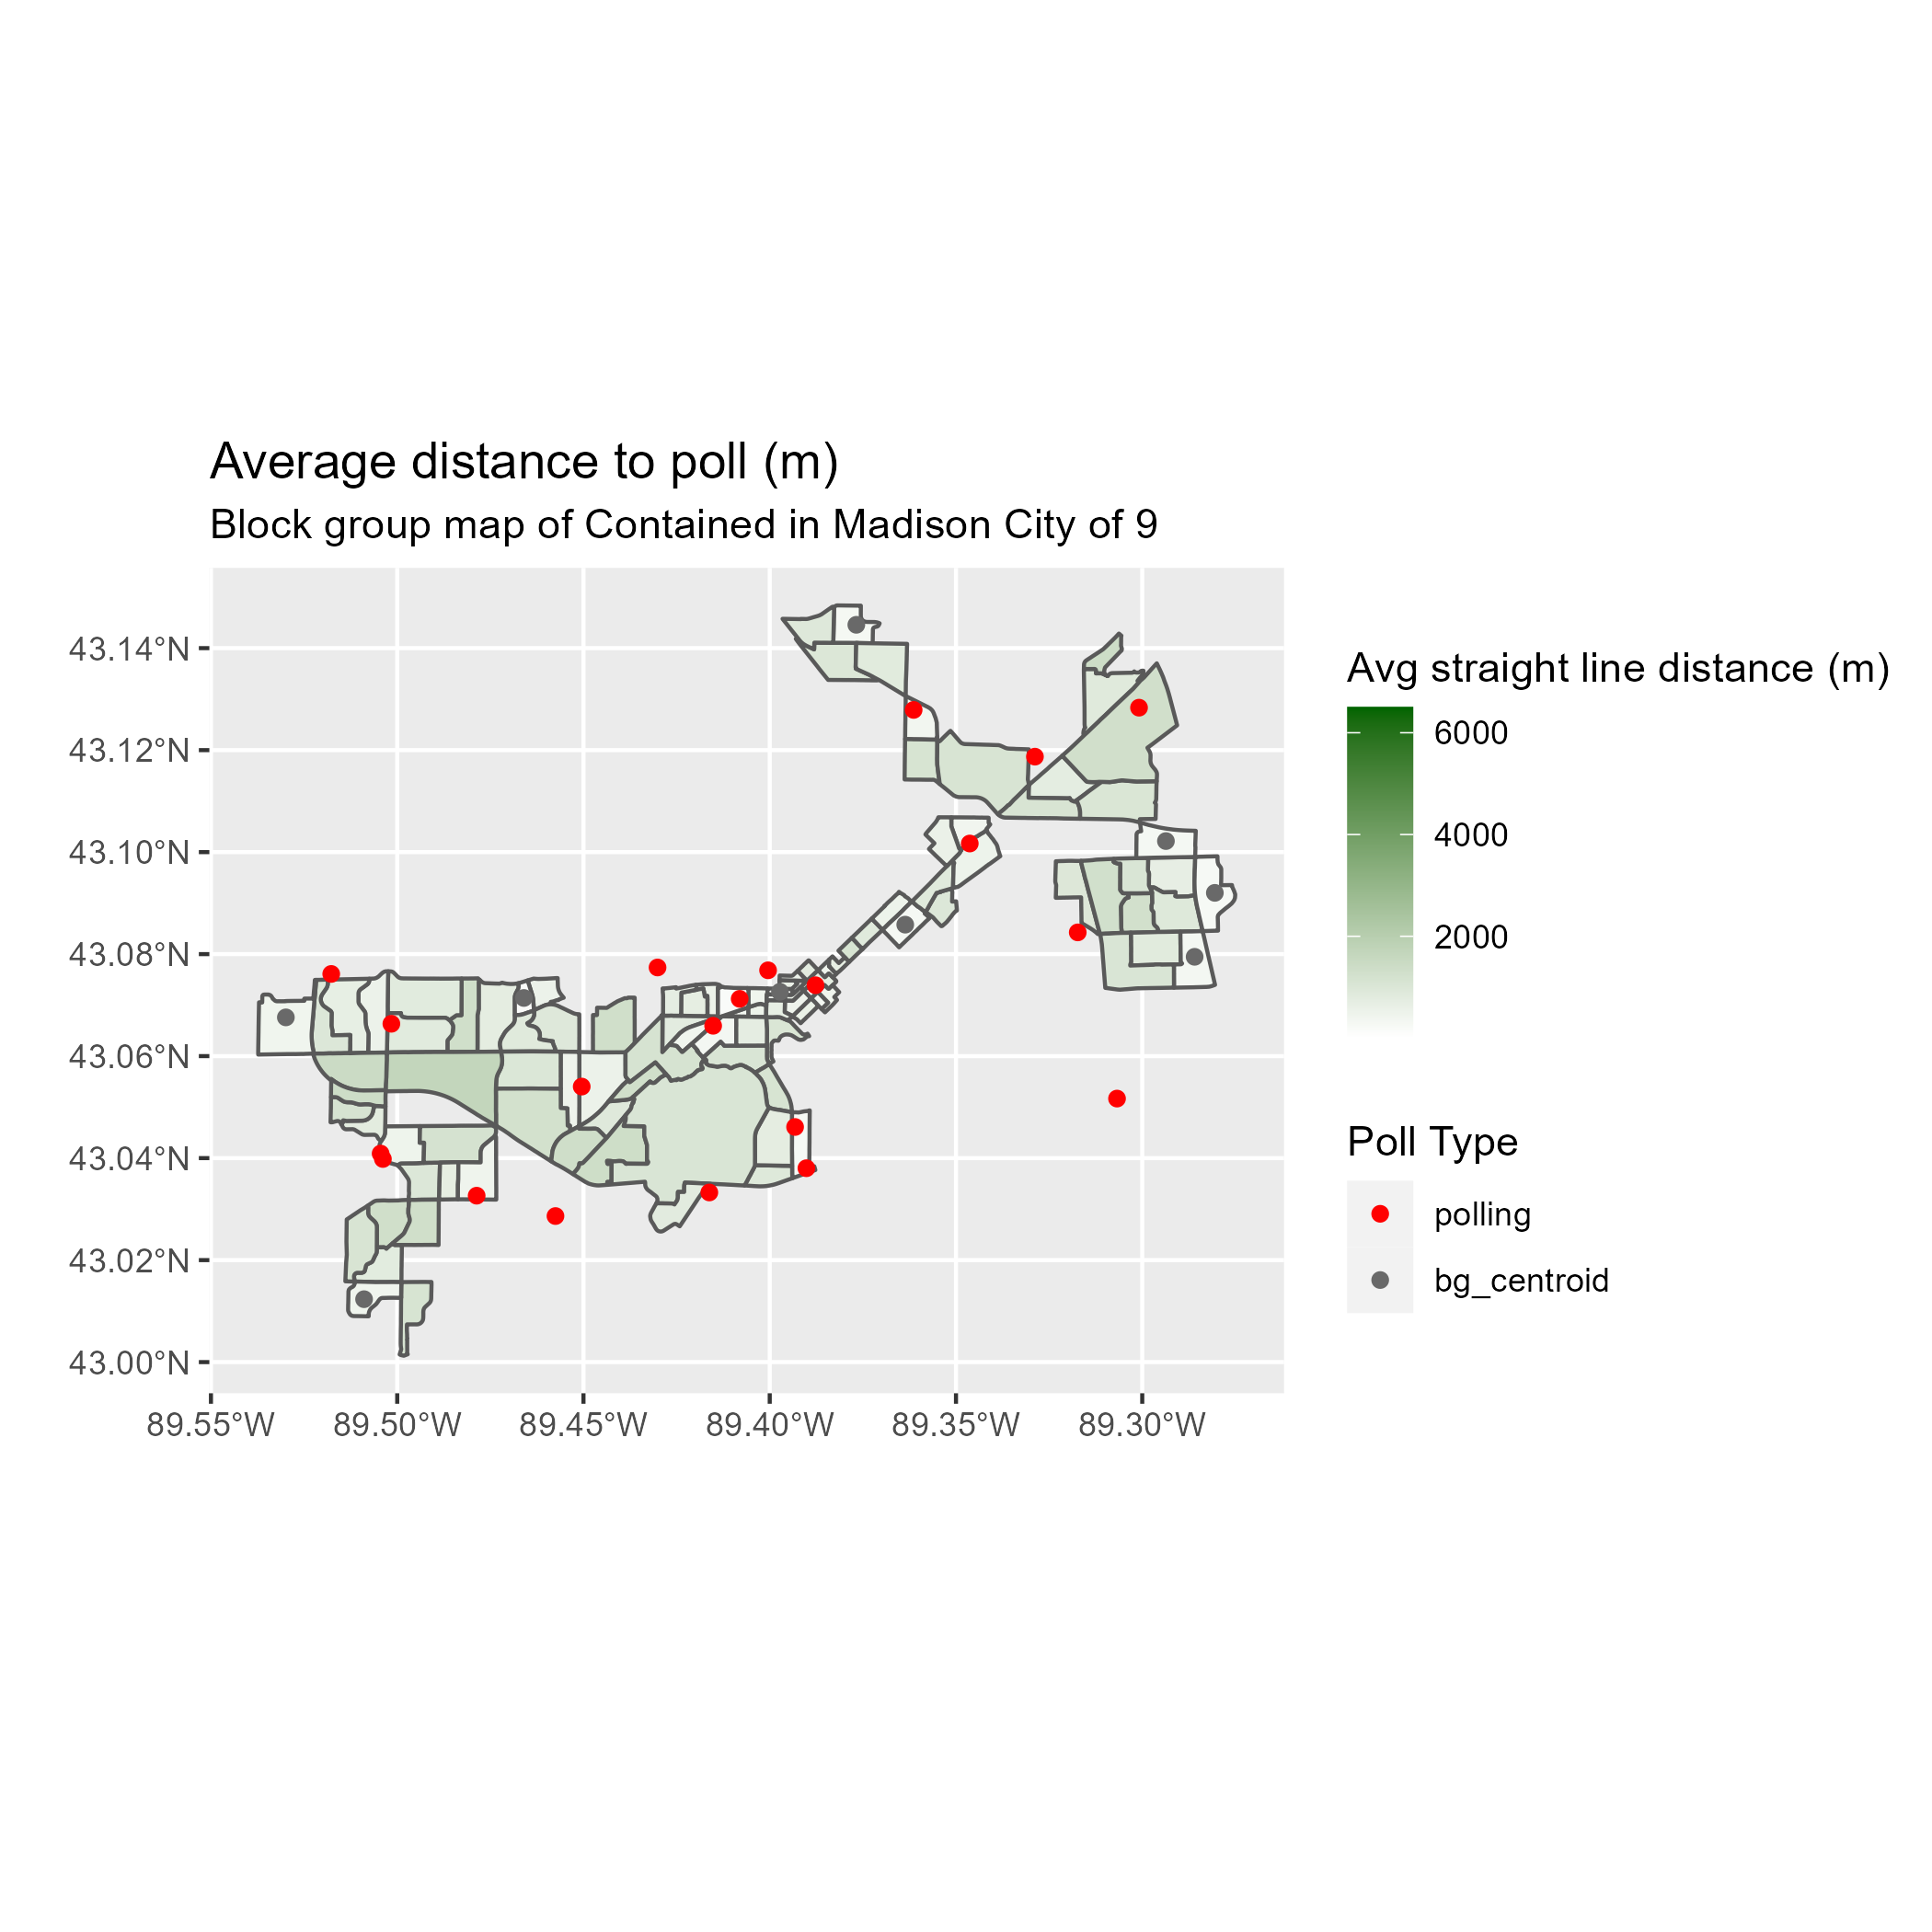 Average distance to poll (m)
Block group map of Contained in Madison City of 9
43.14°N
43.12°N
43.10°N
43.08°N
43.06°N
43.04°N
43.02°N
43.00°N
89.55°W
89.50°W
89.45°W
89.40°W
89.35°W
89.30°W
Avg straight line distance (m)
6000
4000
2000
Poll Type
polling
bg_centroid